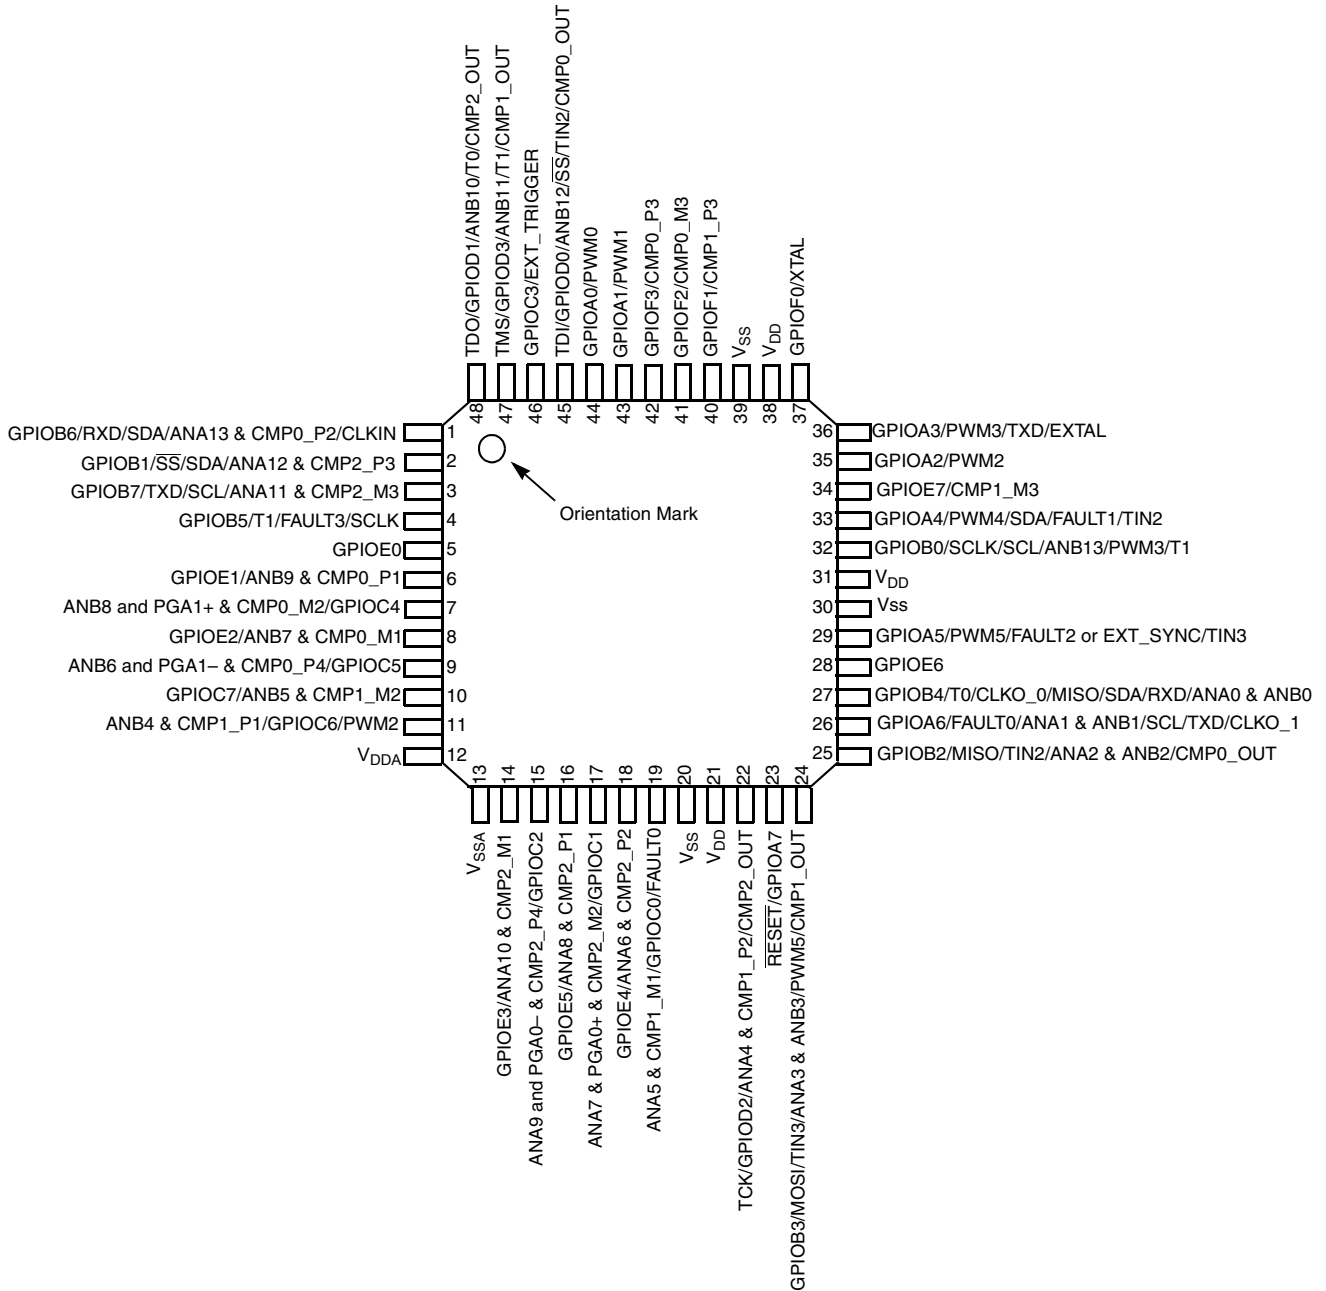 TDO/GPIOD1/ANB10/T0/CMP2_OUT
TMS/GPIOD3/ANB11/T1/CMP1_OUT
GPIOC3/EXT_TRIGGER
TDI/GPIOD0/ANB12/S̅S̅/TIN2/CMP0_OUT
GPIOA0/PWM0
GPIOA1/PWM1
GPIOF3/CMP0_P3
GPIOF2/CMP0_M3
GPIOF1/CMP1_P3
VSS
VDD
GPIOF0/XTAL
48 47 46 45 44 43 42 41 40 39 38 37
GPIOB6/RXD/SDA/ANA13 & CMP0_P2/CLKIN 1
GPIOB1/S̅S̅/SDA/ANA12 & CMP2_P3 2
GPIOB7/TXD/SCL/ANA11 & CMP2_M3 3
GPIOB5/T1/FAULT3/SCLK 4
GPIOE0 5
GPIOE1/ANB9 & CMP0_P1 6
ANB8 and PGA1+ & CMP0_M2/GPIOC4 7
GPIOE2/ANB7 & CMP0_M1 8
ANB6 and PGA1– & CMP0_P4/GPIOC5 9
GPIOC7/ANB5 & CMP1_M2 10
ANB4 & CMP1_P1/GPIOC6/PWM2 11
VDDA 12
Orientation Mark
36 GPIOA3/PWM3/TXD/EXTAL
35 GPIOA2/PWM2
34 GPIOE7/CMP1_M3
33 GPIOA4/PWM4/SDA/FAULT1/TIN2
32 GPIOB0/SCLK/SCL/ANB13/PWM3/T1
31 VDD
30 Vss
29 GPIOA5/PWM5/FAULT2 or EXT_SYNC/TIN3
28 GPIOE6
27 GPIOB4/T0/CLKO_0/MISO/SDA/RXD/ANA0 & ANB0
26 GPIOA6/FAULT0/ANA1 & ANB1/SCL/TXD/CLKO_1
25 GPIOB2/MISO/TIN2/ANA2 & ANB2/CMP0_OUT
13 14 15 16 17 18 19 20 21 22 23 24
VSSA
GPIOE3/ANA10 & CMP2_M1
ANA9 and PGA0– & CMP2_P4/GPIOC2
GPIOE5/ANA8 & CMP2_P1
ANA7 & PGA0+ & CMP2_M2/GPIOC1
GPIOE4/ANA6 & CMP2_P2
ANA5 & CMP1_M1/GPIOC0/FAULT0
VSS
VDD
TCK/GPIOD2/ANA4 & CMP1_P2/CMP2_OUT
R̅E̅S̅E̅T̅/GPIOA7
GPIOB3/MOSI/TIN3/ANA3 & ANB3/PWM5/CMP1_OUT